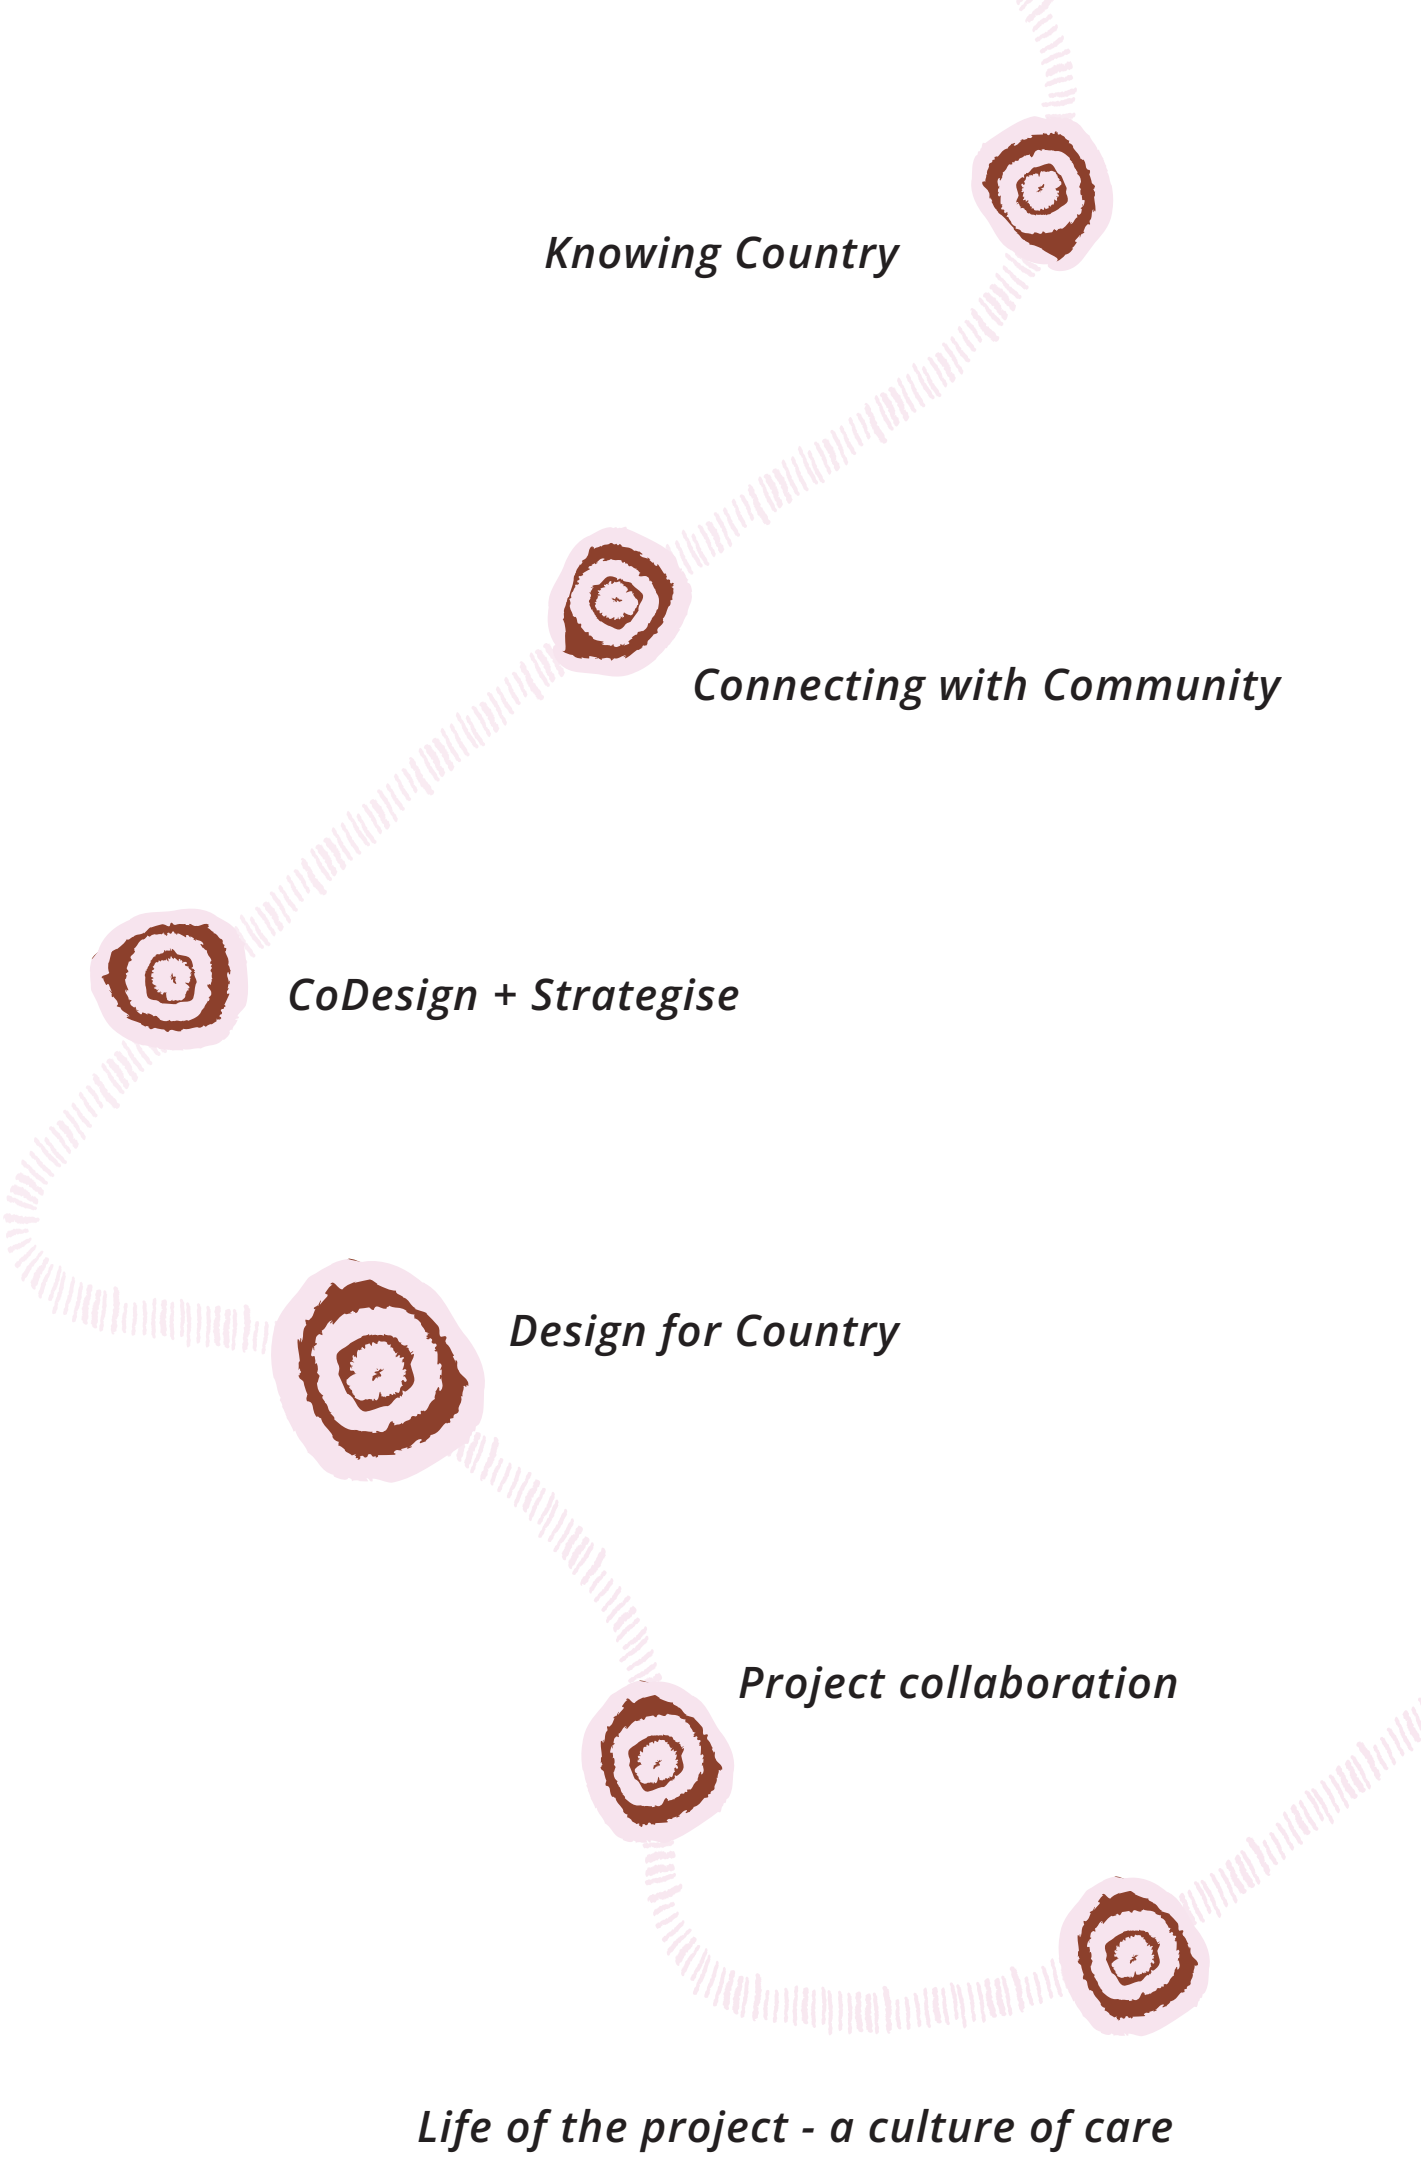 Knowing Country
Connecting with Community
CoDesign + Strategise
Design for Country
Project collaboration
Life of the project - a culture of care